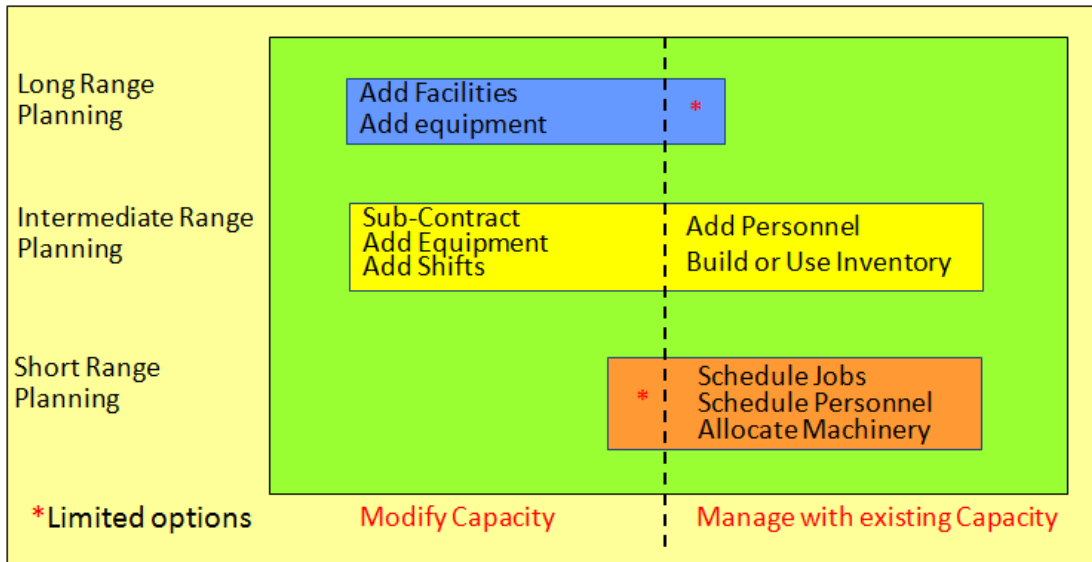 Long Range
Planning
Add Facilities
Add equipment
*
Intermediate Range
Planning
Sub-Contract
Add Equipment
Add Shifts
Add Personnel
Build or Use Inventory
Short Range
Planning
*
Schedule Jobs
Schedule Personnel
Allocate Machinery
*Limited options
Modify Capacity
Manage with existing Capacity